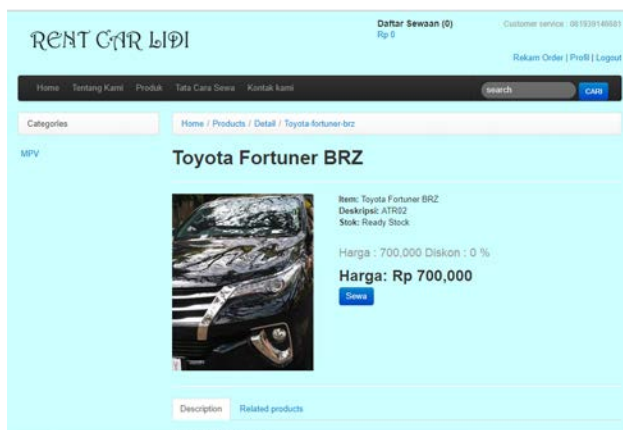 RENT CAR LIDI
Daftar Sewaan (0)
Rp 0
Customer service : 081939146681
Rekam Order | Profil | Logout
Home Tentang Kami Produk Tata Cara Sewa Kontak kami
search CARI
Categories
Home / Products / Detail / Toyota-fortuner-brz
MPV
Toyota Fortuner BRZ
Item: Toyota Fortuner BRZ
Deskripsi: ATR02
Stok: Ready Stock
Harga : 700,000 Diskon : 0 %
Harga: Rp 700,000
Sewa
Description Related products